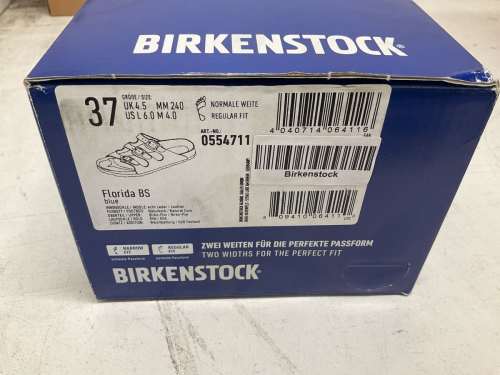 BIRKENSTOCK
37
GRÖSSE / SIZE:
UK 4.5 MM 240
US L 6.0 M 4.0
NORMALE WEITE
REGULAR FIT
ART.-NO.:
0554711
4 040714 064116
Birkenstock
Florida BS
blue
NARROW
FIT
REGULAR
FIT
ZWEI WEITEN FÜR DIE PERFEKTE PASSFORM
TWO WIDTHS FOR THE PERFECT FIT
BIRKENSTOCK